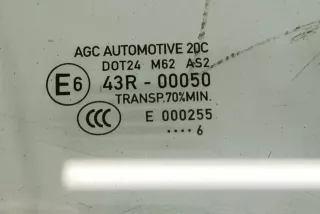 AGC AUTOMOTIVE 20C
DOT24 M62 AS2
E6 43R - 00050
TRANSP.70%MIN.
CCC E 000255
•••• 6